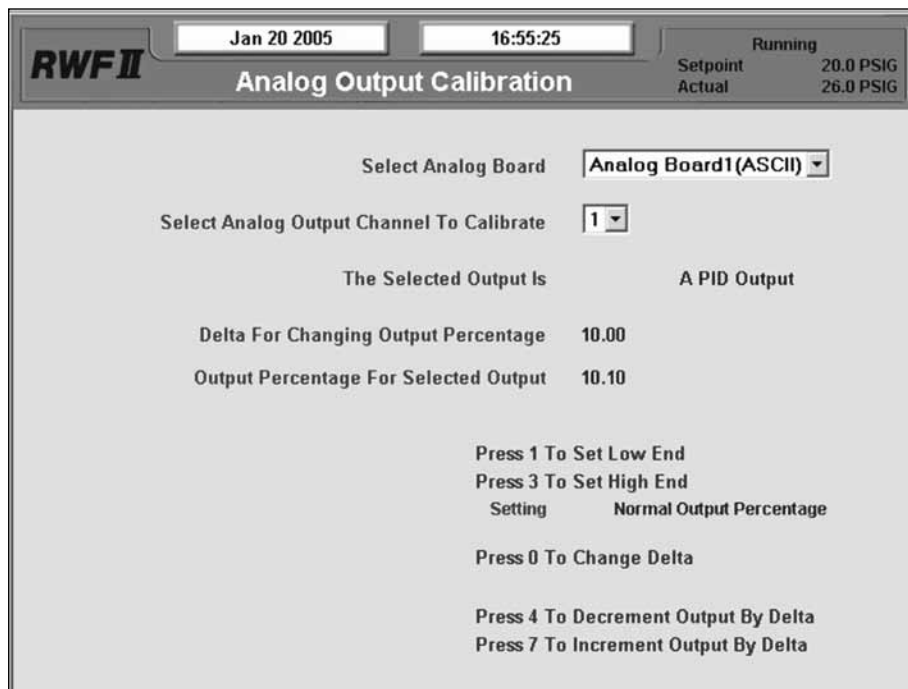 Jan 20 2005
16:55:25
RWF II
Analog Output Calibration
Running
Setpoint 20.0 PSIG
Actual 26.0 PSIG
Select Analog Board Analog Board1(ASCII)
Select Analog Output Channel To Calibrate 1
The Selected Output Is A PID Output
Delta For Changing Output Percentage 10.00
Output Percentage For Selected Output 10.10
Press 1 To Set Low End
Press 3 To Set High End
Setting Normal Output Percentage
Press 0 To Change Delta
Press 4 To Decrement Output By Delta
Press 7 To Increment Output By Delta